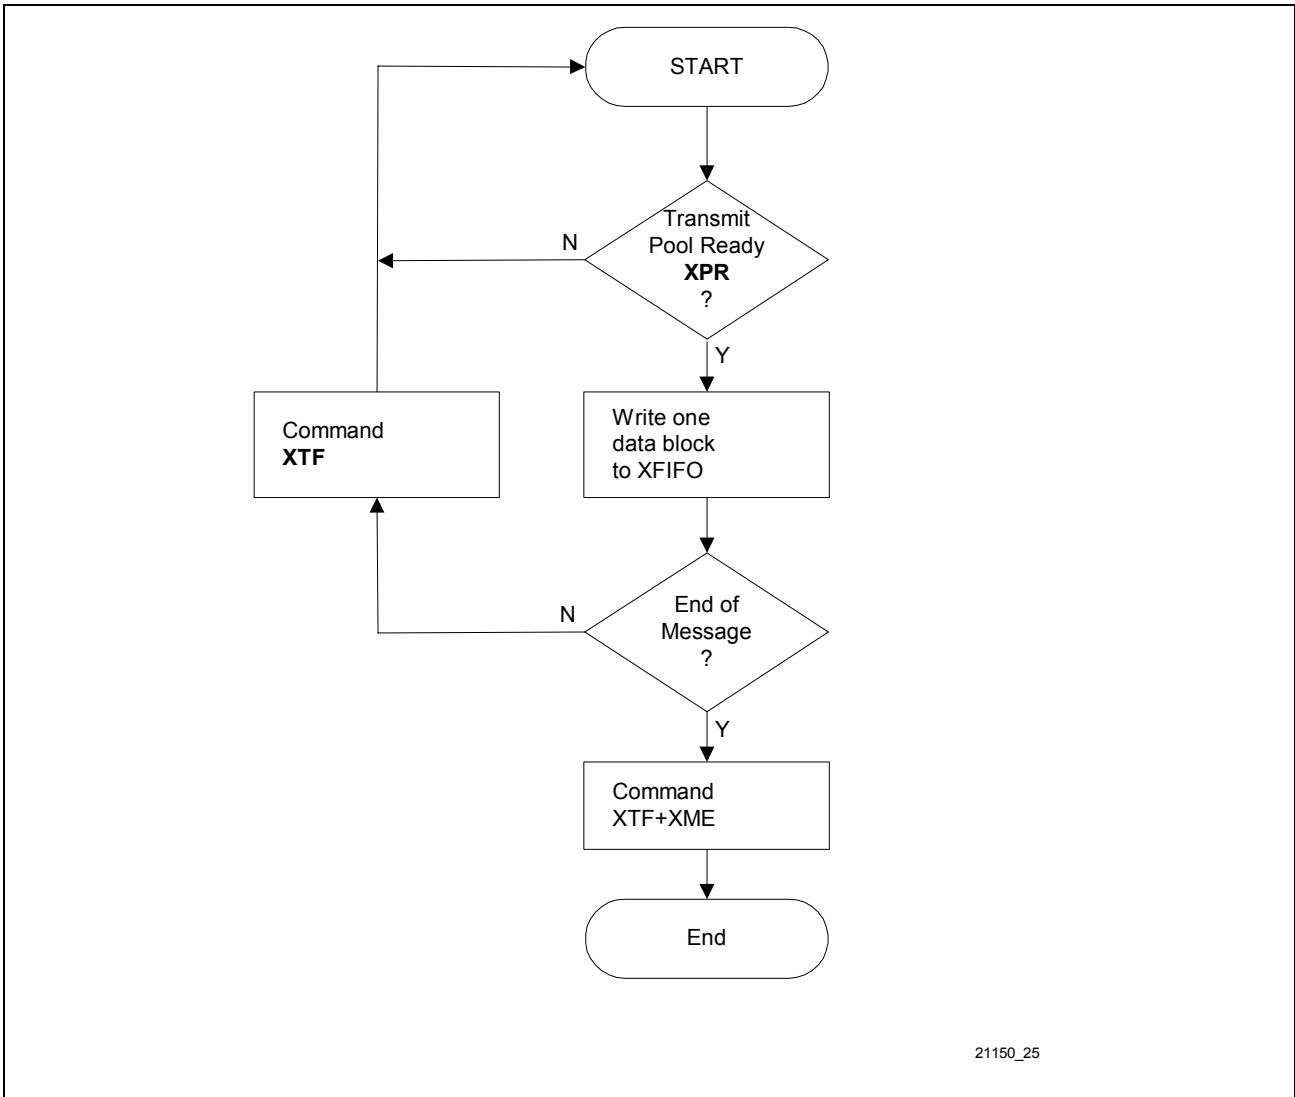 START
Transmit
Pool Ready
XPR
?
N
Y
Write one
data block
to XFIFO
Command
XTF
End of
Message
?
N
Y
Command
XTF+XME
End
21150_25